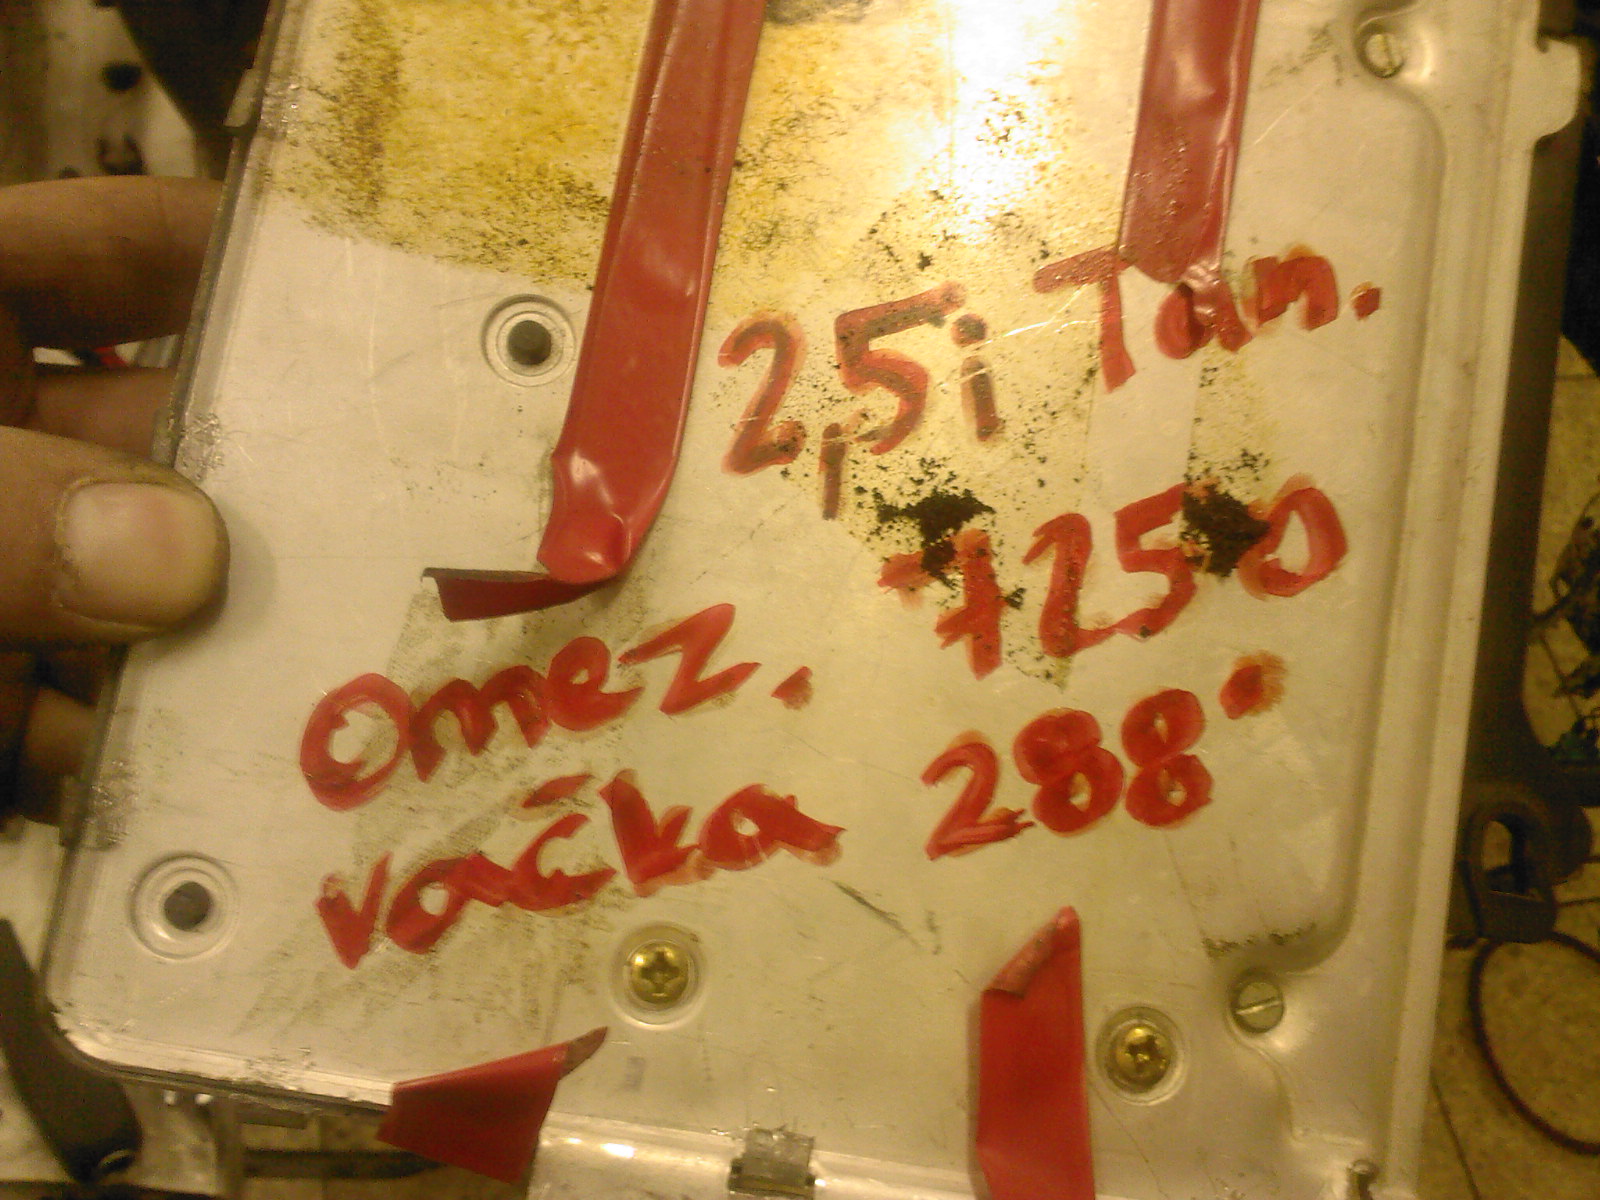 2,5i Tan.
omez. 7250
vačka 288°